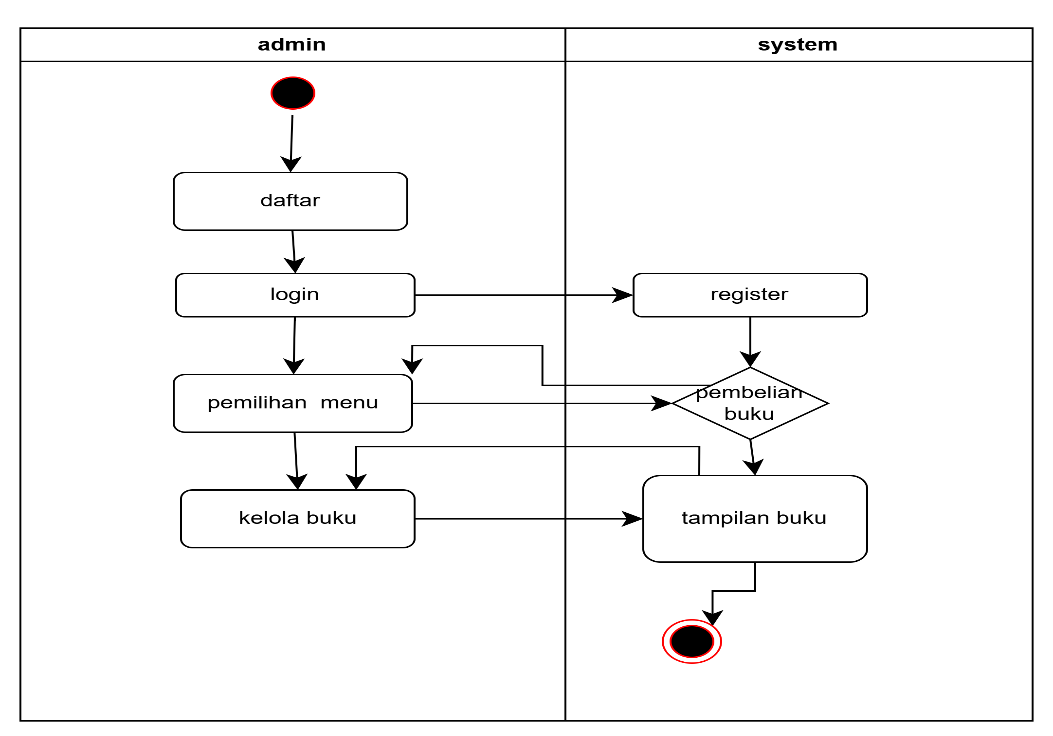 admin
system
daftar
login
register
pemilihan menu
pembelian
buku
kelola buku
tampilan buku